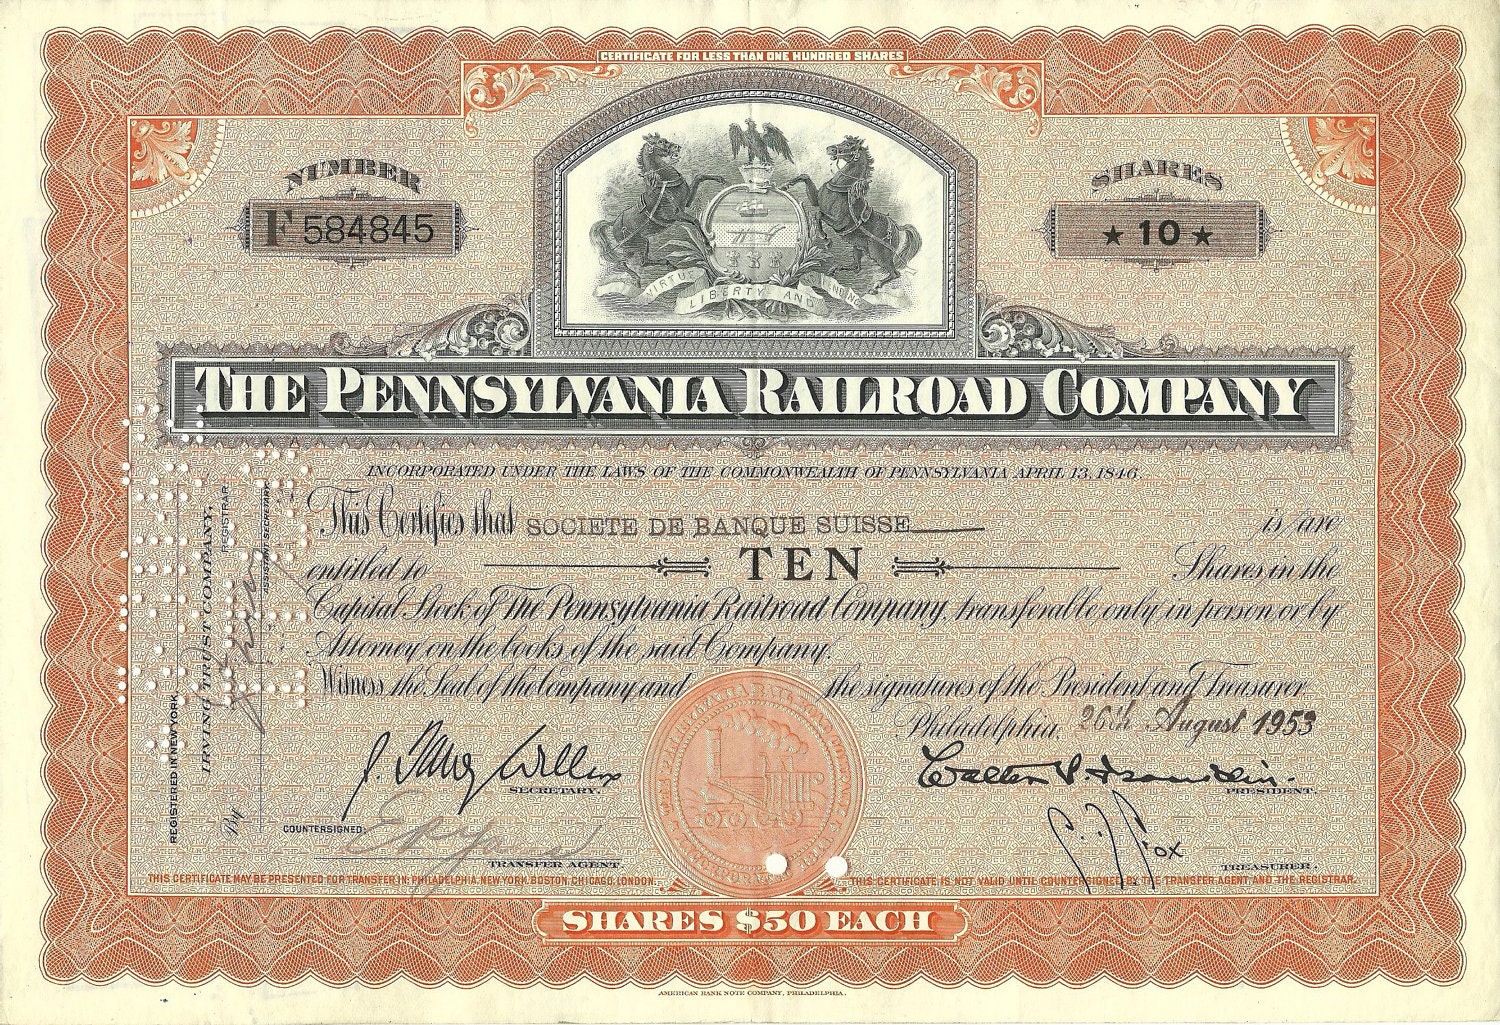 CERTIFICATE FOR LESS THAN ONE HUNDRED SHARES
NUMBER
F 584845
SHARES
★ 10 ★
VIRTUE LIBERTY AND
THE PENNSYLVANIA RAILROAD COMPANY
INCORPORATED UNDER THE LAWS OF THE COMMONWEALTH OF PENNSYLVANIA APRIL 13, 1846.
This Certifies that SOCIETE DE BANQUE SUISSE is/are
entitled to TEN Shares in the
Capital Stock of The Pennsylvania Railroad Company, transferable only in person or by
Attorney on the books of the said Company.
Witness the Seal of the Company and the signatures of the President and Treasurer
Philadelphia, 26th August 1953
SECRETARY.
PRESIDENT.
COUNTERSIGNED:
TRANSFER AGENT.
C J Fox
TREASURER.
REGISTERED IN NEW YORK
IRVING TRUST COMPANY,
REGISTRAR
By
ASSISTANT SECRETARY
THIS CERTIFICATE MAY BE PRESENTED FOR TRANSFER IN PHILADELPHIA, NEW YORK, BOSTON, CHICAGO, LONDON.
THIS CERTIFICATE IS NOT VALID UNTIL COUNTERSIGNED BY THE TRANSFER AGENT AND THE REGISTRAR.
SHARES $50 EACH
AMERICAN BANK NOTE COMPANY, PHILADELPHIA.